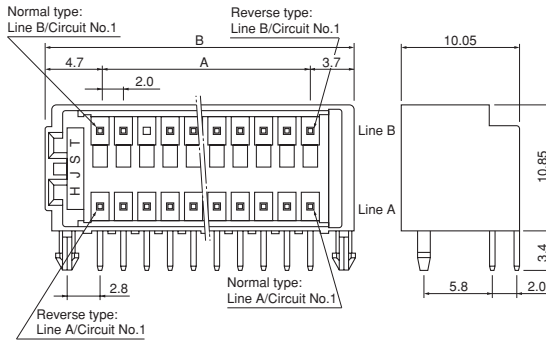 Normal type:
Line B/Circuit No.1
Reverse type:
Line B/Circuit No.1
B
4.7
A
3.7
2.0
10.05
Line B
Line A
J S T
H
10.85
3.4
2.8
5.8
2.0
Normal type:
Line A/Circuit No.1
Reverse type:
Line A/Circuit No.1